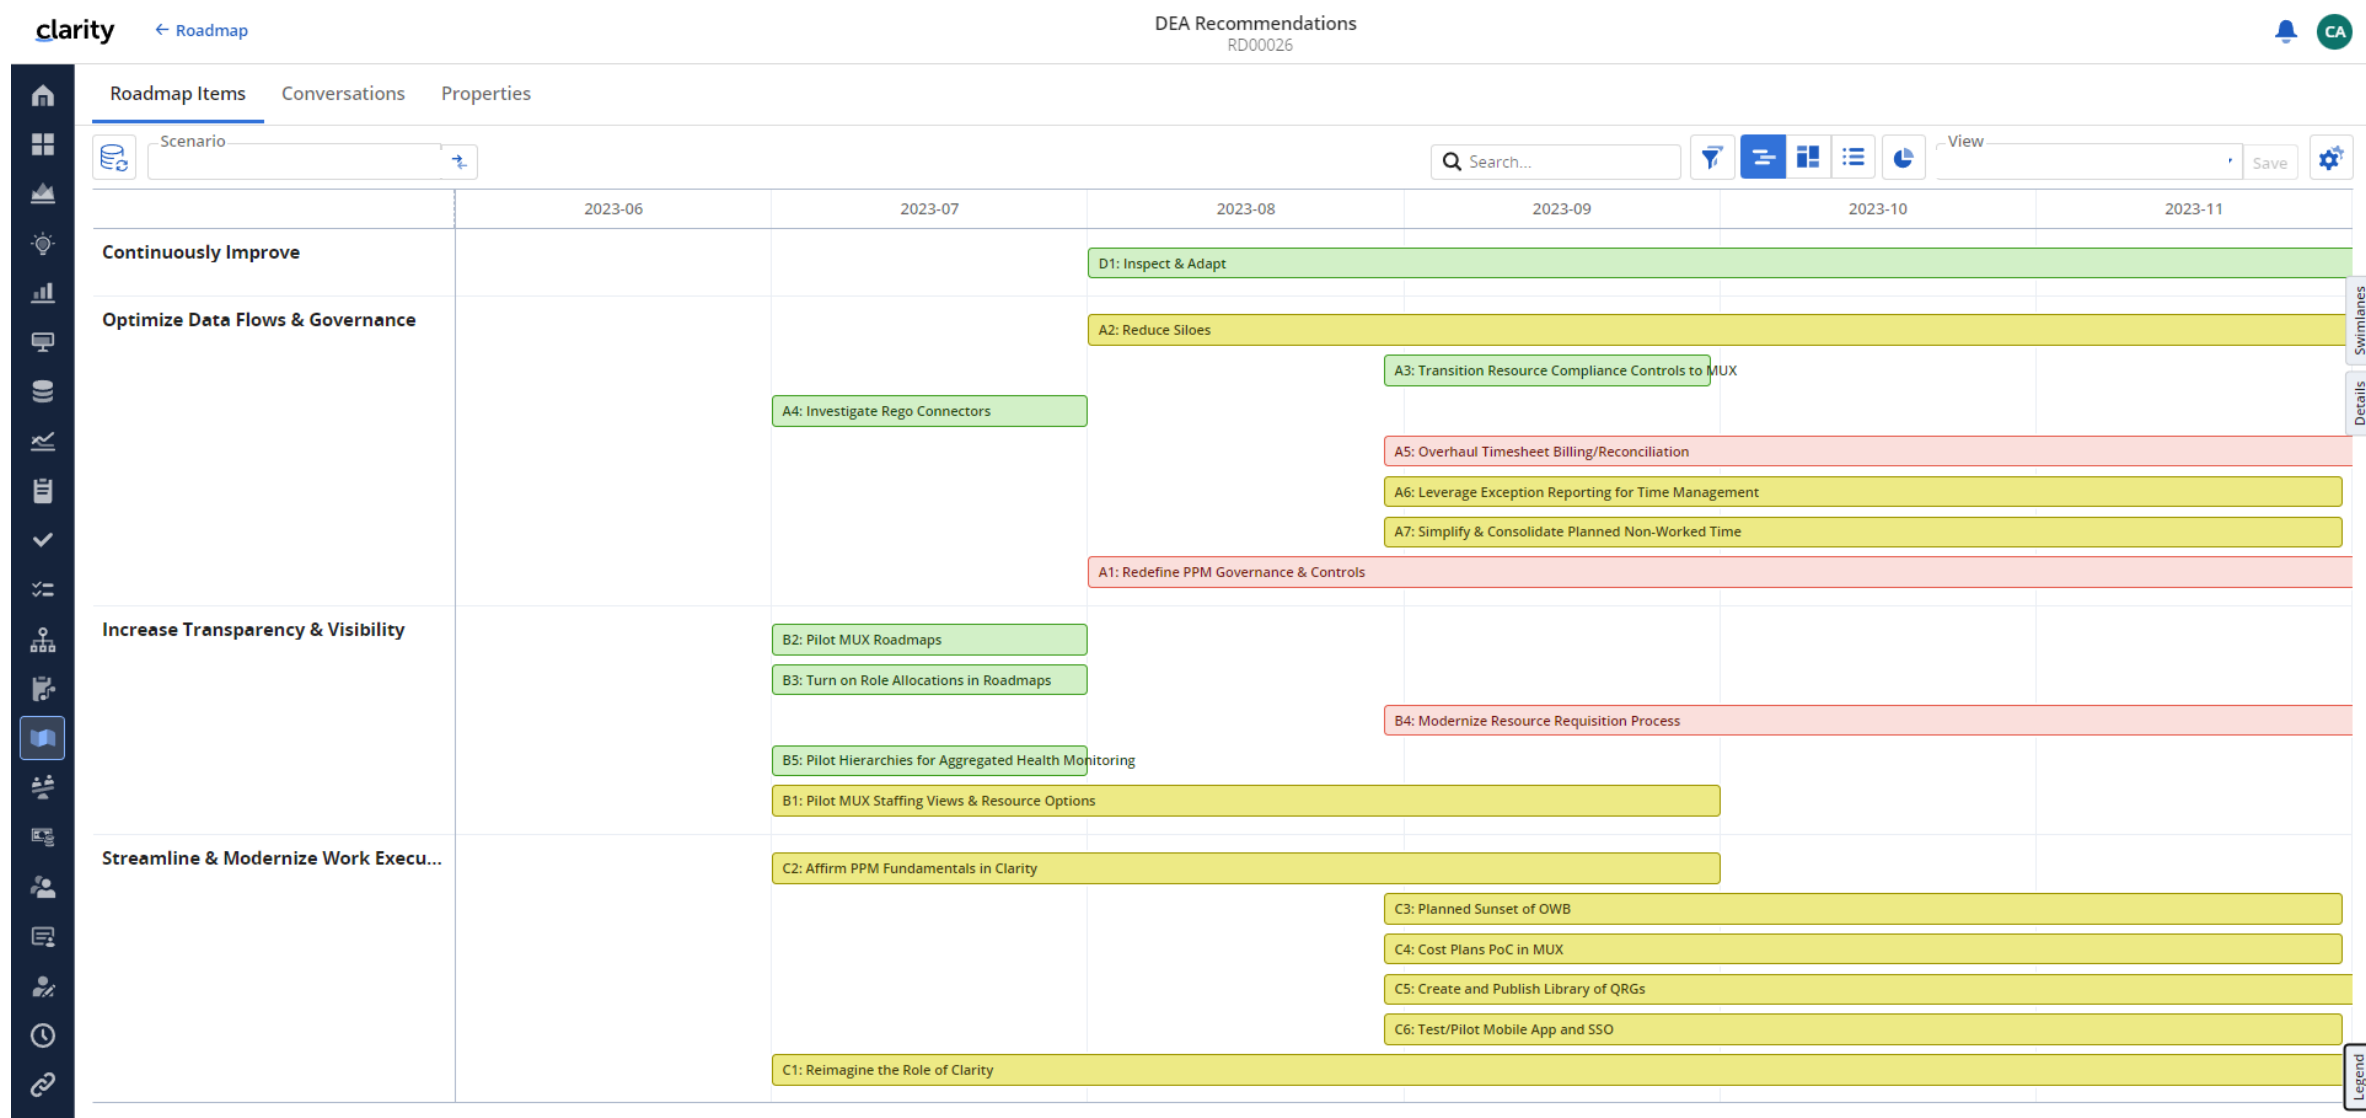 clarity
← Roadmap
DEA Recommendations
RD00026
CA
Roadmap Items
Conversations
Properties
Scenario
Search...
View
Save
2023-06
2023-07
2023-08
2023-09
2023-10
2023-11
Continuously Improve
D1: Inspect & Adapt
Optimize Data Flows & Governance
A2: Reduce Siloes
A3: Transition Resource Compliance Controls to MUX
A4: Investigate Rego Connectors
A5: Overhaul Timesheet Billing/Reconciliation
A6: Leverage Exception Reporting for Time Management
A7: Simplify & Consolidate Planned Non-Worked Time
A1: Redefine PPM Governance & Controls
Increase Transparency & Visibility
B2: Pilot MUX Roadmaps
B3: Turn on Role Allocations in Roadmaps
B4: Modernize Resource Requisition Process
B5: Pilot Hierarchies for Aggregated Health Monitoring
B1: Pilot MUX Staffing Views & Resource Options
Streamline & Modernize Work Execu...
C2: Affirm PPM Fundamentals in Clarity
C3: Planned Sunset of OWB
C4: Cost Plans PoC in MUX
C5: Create and Publish Library of QRGs
C6: Test/Pilot Mobile App and SSO
C1: Reimagine the Role of Clarity
Swimlanes
Details
Legend